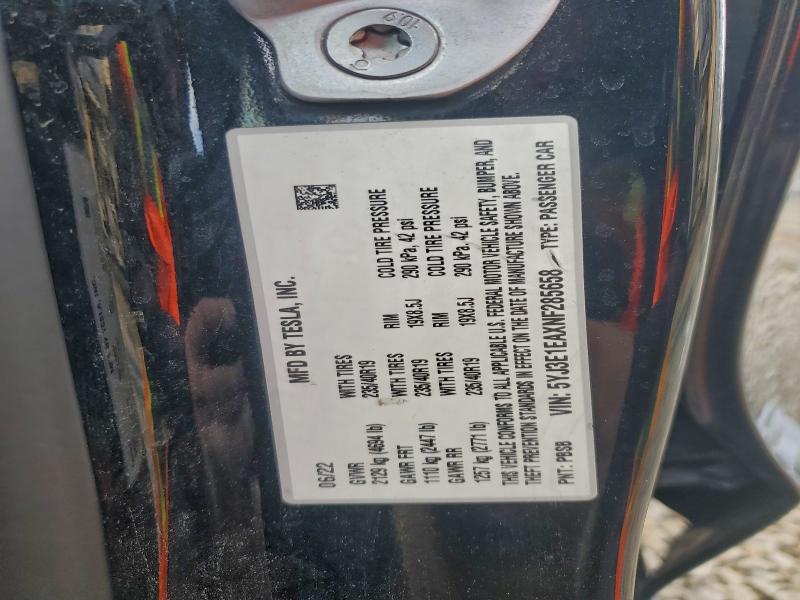 10.9
MFD BY TESLA, INC.
06/22
GVWR WITH TIRES RIM COLD TIRE PRESSURE
2129 kg (4694 lb) 235/40R19 19X8.5J 290 kPa, 42 psi
GAWR FRT WITH TIRES RIM COLD TIRE PRESSURE
1110 kg (2447 lb) 235/40R19 19X8.5J 290 kPa, 42 psi
GAWR RR
1257 kg (2771 lb)
THIS VEHICLE CONFORMS TO ALL APPLICABLE U.S. FEDERAL MOTOR VEHICLE SAFETY, BUMPER, AND
THEFT PREVENTION STANDARDS IN EFFECT ON THE DATE OF MANUFACTURE SHOWN ABOVE.
PNT: PBSB VIN: 5YJ3E1EAXNF285658 TYPE: PASSENGER CAR